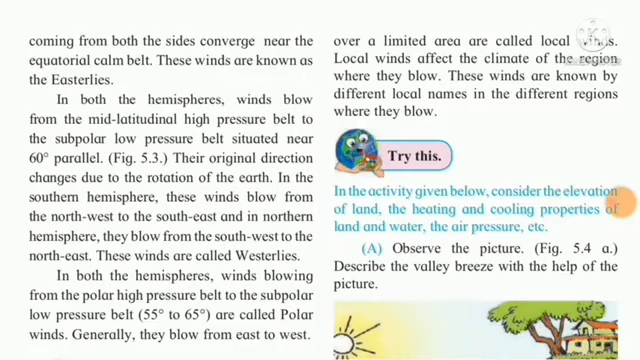 coming from both the sides converge near the
equatorial calm belt. These winds are known as
the Easterlies.
In both the hemispheres, winds blow
from the mid-latitudinal high pressure belt to
the subpolar low pressure belt situated near
60° parallel. (Fig. 5.3.) Their original direction
changes due to the rotation of the earth. In
the southern hemisphere, these winds blow from
the north-west to the south-east and in northern
hemisphere, they blow from the south-west to the
north-east. These winds are called Westerlies.
In both the hemispheres, winds blowing
from the polar high pressure belt to the subpolar
low pressure belt (55° to 65°) are called Polar
winds. Generally, they blow from east to west.
over a limited area are called local winds.
Local winds affect the climate of the region
where they blow. These winds are known by
different local names in the different regions
where they blow.
Try this.
In the activity given below, consider the elevation
of land, the heating and cooling properties of
land and water, the air pressure, etc.
(A) Observe the picture. (Fig. 5.4 a.)
Describe the valley breeze with the help of the
picture.